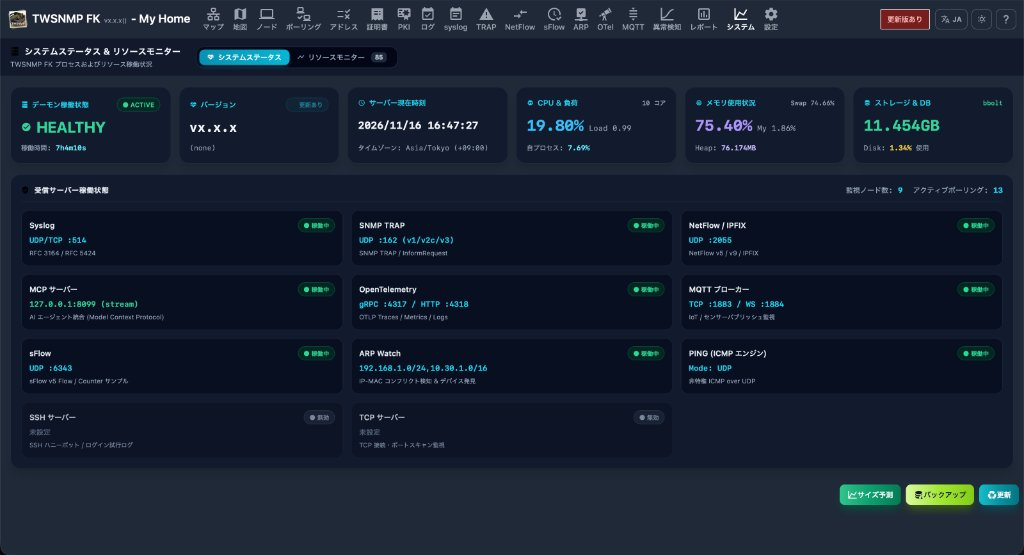 TWSNMP FK vx.x.x() - My Home
マップ
地図
ノード
ポーリング
アドレス
証明書
PKI
ログ
syslog
TRAP
NetFlow
sFlow
ARP
OTel
MQTT
異常検知
レポート
システム
設定
更新版あり
JA
システムステータス & リソースモニター
TWSNMP FK プロセスおよびリソース稼働状況
システムステータス
リソースモニター 85
デーモン稼働状態 ACTIVE
HEALTHY
稼働時間: 7h4m10s
バージョン 更新あり
vx.x.x
(none)
サーバー現在時刻
2026/11/16 16:47:27
タイムゾーン: Asia/Tokyo (+09:00)
CPU & 負荷 10 コア
19.80% Load 0.99
自プロセス: 7.69%
メモリ使用状況 Swap 74.66%
75.40% My 1.86%
Heap: 76.174MB
ストレージ & DB bbolt
11.454GB
Disk: 1.34% 使用
受信サーバー稼働状態 監視ノード数: 9 アクティブポーリング: 13
Syslog 稼働中
UDP/TCP :514
RFC 3164 / RFC 5424
SNMP TRAP 稼働中
UDP :162 (v1/v2c/v3)
SNMP TRAP / InformRequest
NetFlow / IPFIX 稼働中
UDP :2055
NetFlow v5 / v9 / IPFIX
MCP サーバー 稼働中
127.0.0.1:8099 (stream)
AI エージェント統合 (Model Context Protocol)
OpenTelemetry 稼働中
gRPC :4317 / HTTP :4318
OTLP Traces / Metrics / Logs
MQTT ブローカー 稼働中
TCP :1883 / WS :1884
IoT / センサーパブリッシュ監視
sFlow 稼働中
UDP :6343
sFlow v5 Flow / Counter サンプル
ARP Watch 稼働中
192.168.1.0/24,10.30.1.0/16
IP-MAC コンフリクト検知 & デバイス発見
PING (ICMP エンジン) 稼働中
Mode: UDP
非特権 ICMP over UDP
SSH サーバー 無効
未設定
SSH ハニーポット / ログイン試行ログ
TCP サーバー 無効
未設定
TCP 接続・ポートスキャン監視
サイズ予測
バックアップ
更新